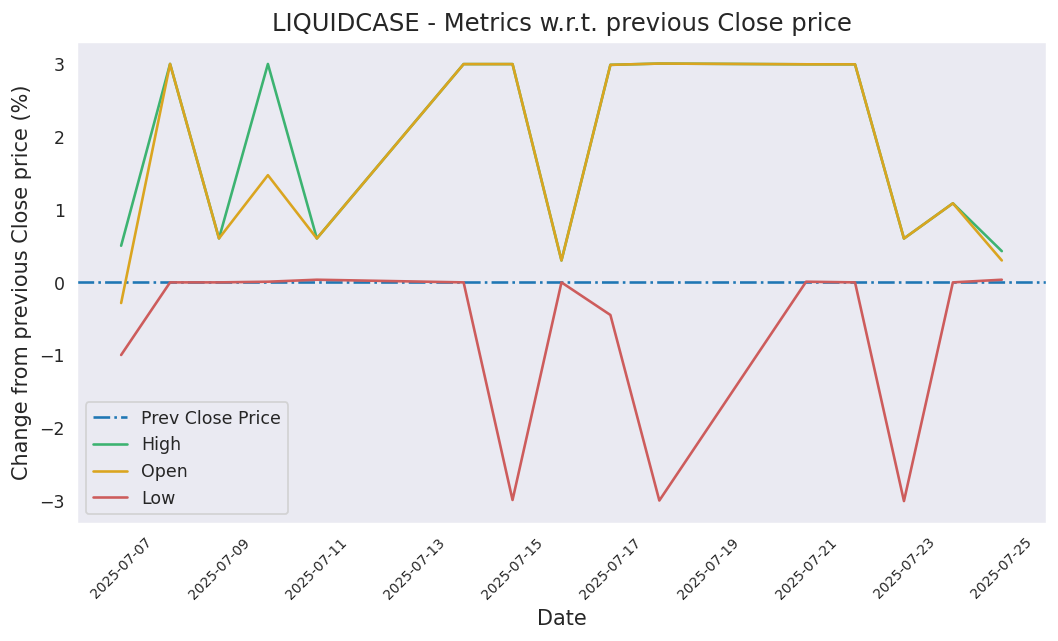 LIQUIDCASE - Metrics w.r.t. previous Close price
Change from previous Close price (%)
3
2
1
0
−1
−2
−3
Prev Close Price
High
Open
Low
2025-07-07
2025-07-09
2025-07-11
2025-07-13
2025-07-15
2025-07-17
2025-07-19
2025-07-21
2025-07-23
2025-07-25
Date